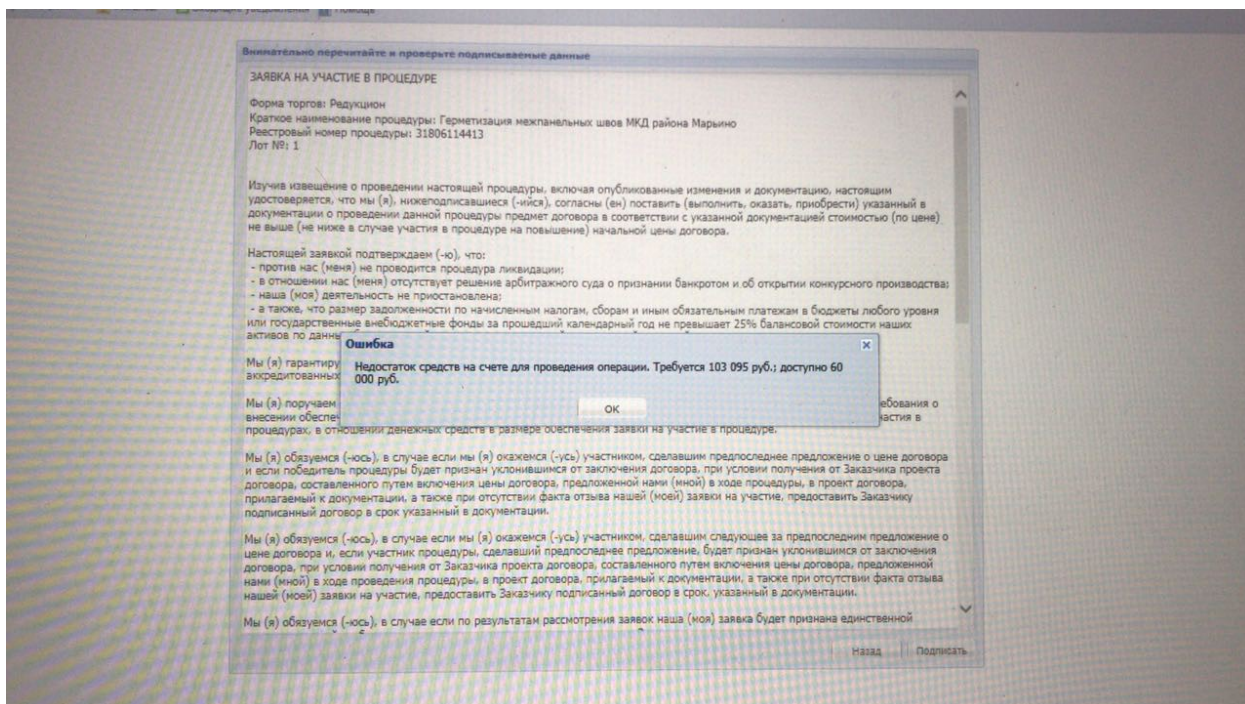 Помощь
Внимательно перечитайте и проверьте подписываемые данные
ЗАЯВКА НА УЧАСТИЕ В ПРОЦЕДУРЕ
Форма торгов: Редукцион
Краткое наименование процедуры: Герметизация межпанельных швов МКД района Марьино
Реестровый номер процедуры: 31806114413
Лот №: 1
Изучив извещение о проведении настоящей процедуры, включая опубликованные изменения и документацию, настоящим
удостоверяется, что мы (я), нижеподписавшиеся (-ийся), согласны (ен) поставить (выполнить, оказать, приобрести) указанный в
документации о проведении данной процедуры предмет договора в соответствии с указанной документацией стоимостью (по цене)
не выше (не ниже в случае участия в процедуре на повышение) начальной цены договора.
Настоящей заявкой подтверждаем (-ю), что:
- против нас (меня) не проводится процедура ликвидации;
- в отношении нас (меня) отсутствует решение арбитражного суда о признании банкротом и об открытии конкурсного производства;
- наша (моя) деятельность не приостановлена;
- а также, что размер задолженности по начисленным налогам, сборам и иным обязательным платежам в бюджеты любого уровня
или государственные внебюджетные фонды за прошедший календарный год не превышает 25% балансовой стоимости наших
активов по данны
Ошибка
Мы (я) гарантиру
Недостаток средств на счете для проведения операции. Требуется 103 095 руб.; доступно 60
000 руб.
аккредитованных
ОК
Мы (я) поручаем
ебования о
внесении обеспе
частия в
процедурах, в отношении денежных средств в размере обеспечения заявки на участие в процедуре.
Мы (я) обязуемся (-юсь), в случае если мы (я) окажемся (-усь) участником, сделавшим предпоследнее предложение о цене договора
и если победитель процедуры будет признан уклонившимся от заключения договора, при условии получения от Заказчика проекта
договора, составленного путем включения цены договора, предложенной нами (мной) в ходе процедуры, в проект договора,
прилагаемый к документации, а также при отсутствии факта отзыва нашей (моей) заявки на участие, предоставить Заказчику
подписанный договор в срок указанный в документации.
Мы (я) обязуемся (-юсь), в случае если мы (я) окажемся (-усь) участником, сделавшим следующее за предпоследним предложение о
цене договора и, если участник процедуры, сделавший предпоследнее предложение, будет признан уклонившимся от заключения
договора, при условии получения от Заказчика проекта договора, составленного путем включения цены договора, предложенной
нами (мной) в ходе проведения процедуры, в проект договора, прилагаемый к документации, а также при отсутствии факта отзыва
нашей (моей) заявки на участие, предоставить Заказчику подписанный договор в срок, указанный в документации.
Мы (я) обязуемся (-юсь), в случае если по результатам рассмотрения заявок наша (моя) заявка будет признана единственной
Назад
Подписать